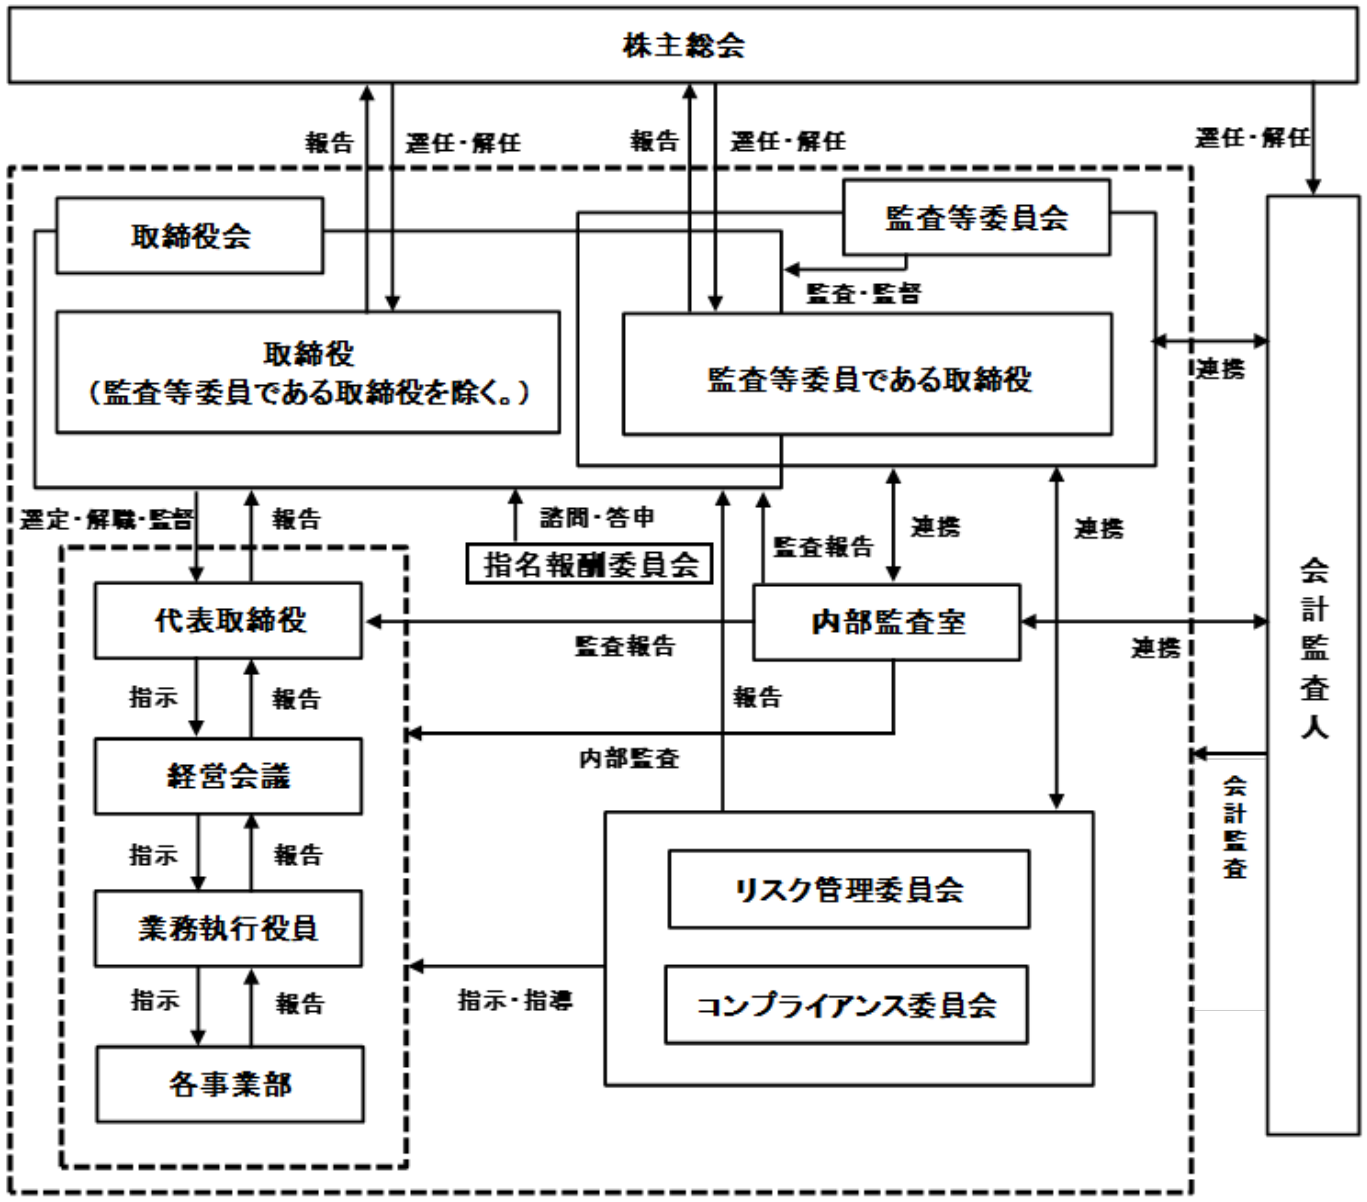 株主総会
報告
選任・解任
報告
選任・解任
選任・解任
取締役会
監査等委員会
監査・監督
取締役
（監査等委員である取締役を除く。）
監査等委員である取締役
連携
選定・解職・監督
報告
諮問・答申
指名報酬委員会
監査報告
連携
連携
代表取締役
内部監査室
監査報告
連携
指示
報告
報告
経営会議
内部監査
会計監査人
会計監査
指示
報告
リスク管理委員会
業務執行役員
指示
報告
指示・指導
コンプライアンス委員会
各事業部